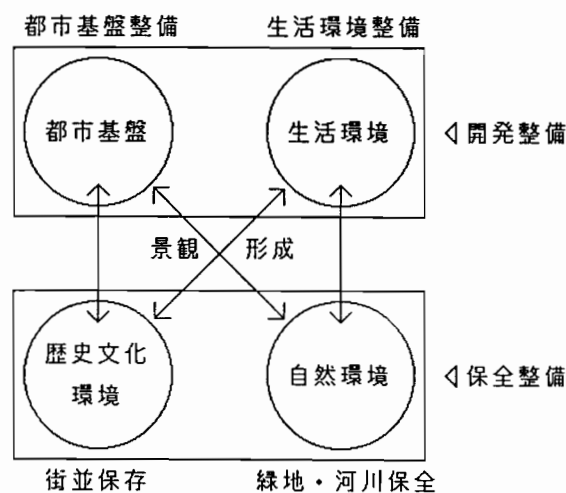 都市基盤整備
生活環境整備
都市基盤
生活環境
◁開発整備
景観
形成
歴史文化
環境
自然環境
◁保全整備
街並保存
緑地・河川保全